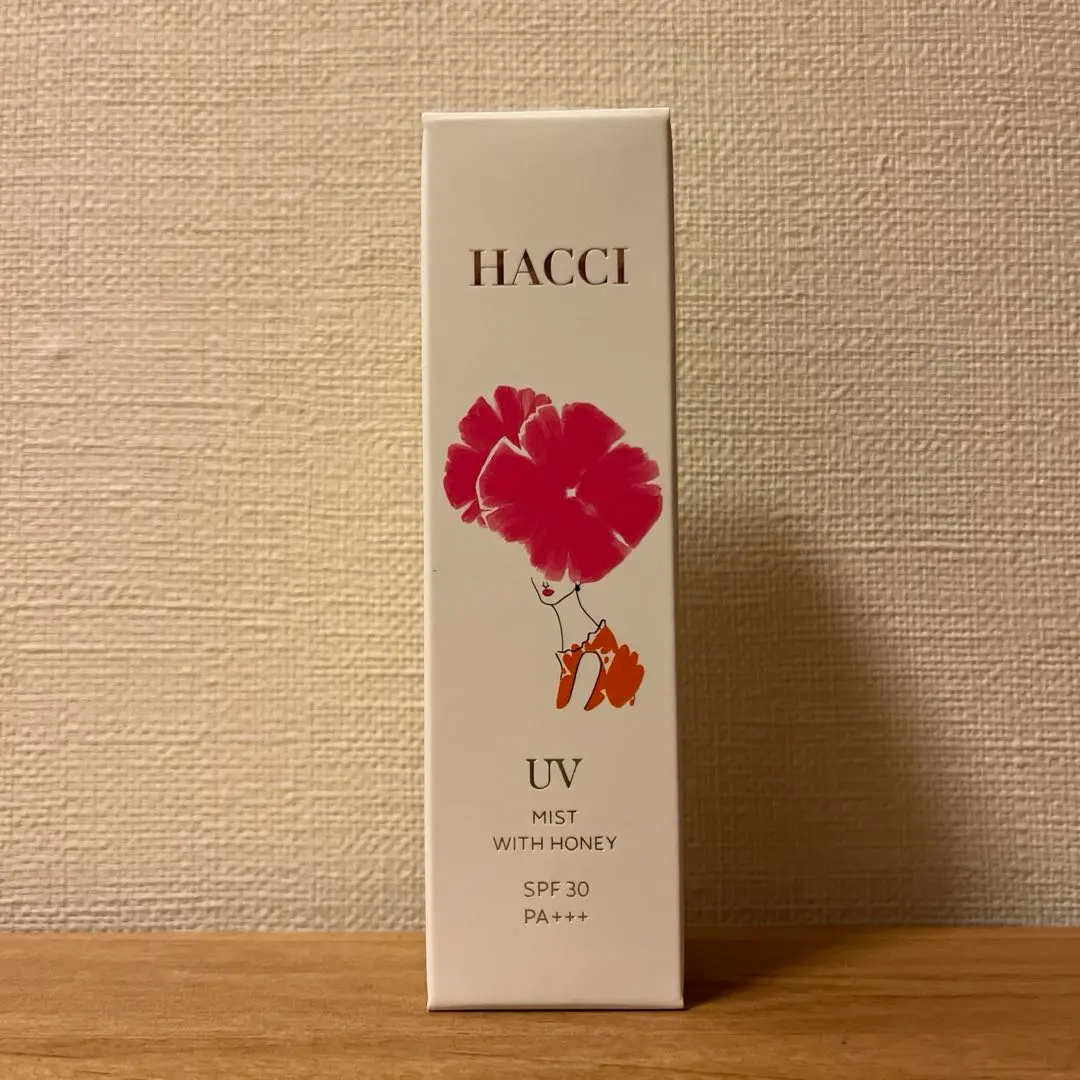 HACCI
UV
MIST
WITH HONEY
SPF 30
PA+++